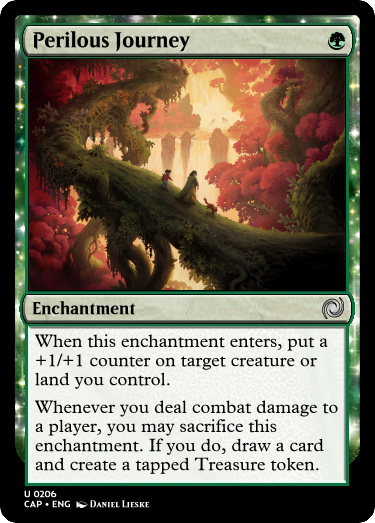 Perilous Journey
Enchantment
When this enchantment enters, put a
+1/+1 counter on target creature or
land you control.
Whenever you deal combat damage to
a player, you may sacrifice this
enchantment. If you do, draw a card
and create a tapped Treasure token.
U 0206
CAP • ENG DANIEL LIESKE